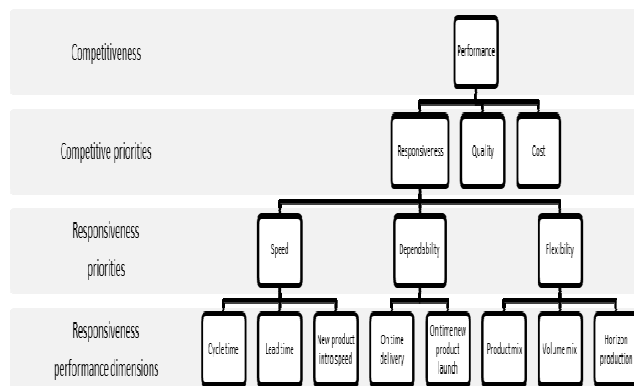 Competitiveness
Performance
Competitive priorities
Responsiveness
Quality
Cost
Responsiveness
priorities
Speed
Dependability
Flexibility
Responsiveness
performance dimensions
Cycle time
Lead time
New product
intro speed
On time
delivery
On time new
product
launch
Product mix
Volume mix
Horizon
production